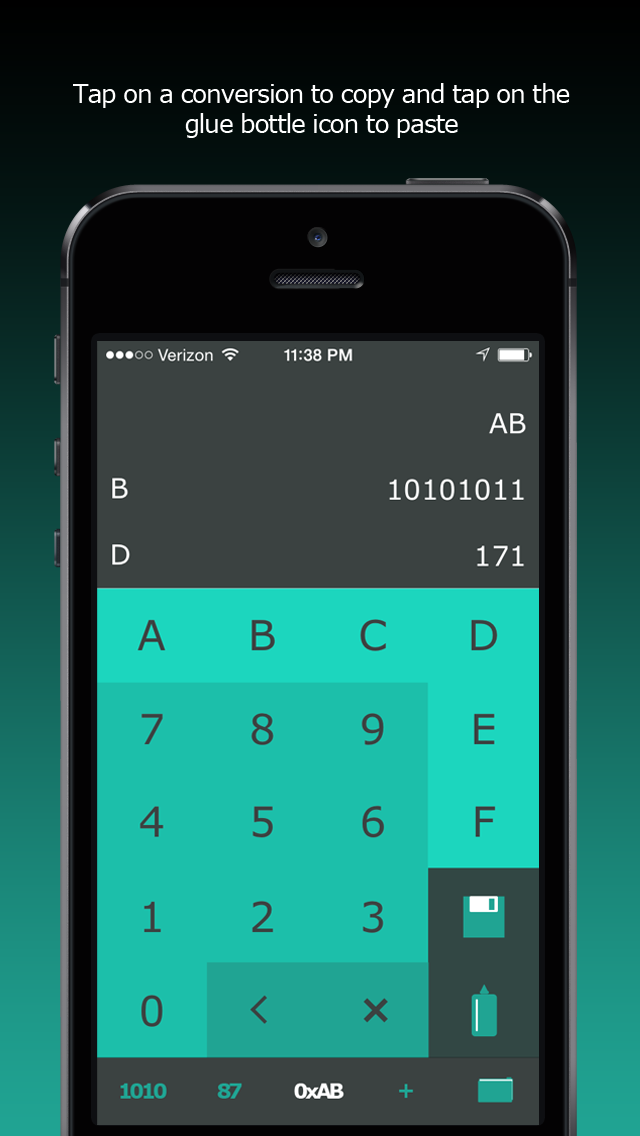 Tap on a conversion to copy and tap on the
glue bottle icon to paste
Verizon 11:38 PM
AB
B 10101011
D 171
A B C D
7 8 9 E
4 5 6 F
1 2 3
0 < ×
1010 87 0xAB +